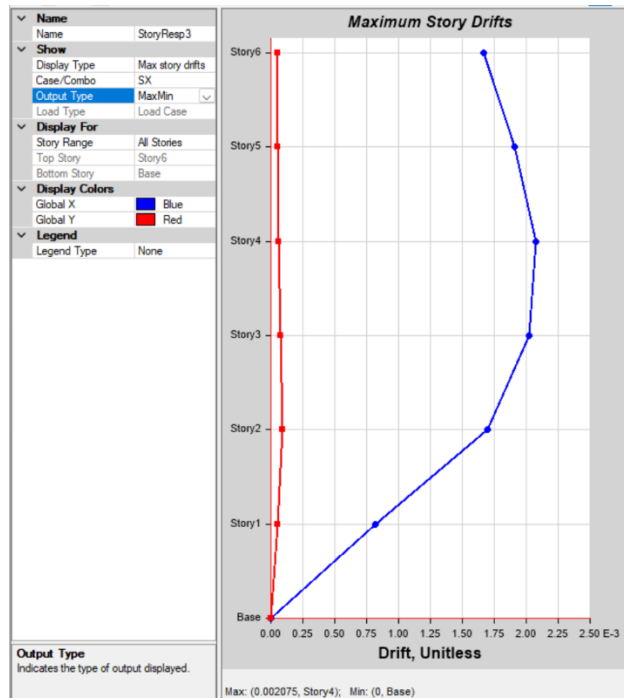 Name
Name StoryResp3
Show
Display Type Max story drifts
Case/Combo SX
Output Type MaxMin
Load Type Load Case
Display For
Story Range All Stories
Top Story Story6
Bottom Story Base
Display Colors
Global X Blue
Global Y Red
Legend
Legend Type None
Output Type
Indicates the type of output displayed.
Maximum Story Drifts
Story6
Story5
Story4
Story3
Story2
Story1
Base
0.00 0.25 0.50 0.75 1.00 1.25 1.50 1.75 2.00 2.25 2.50 E-3
Drift, Unitless
Max: (0.002075, Story4); Min: (0, Base)